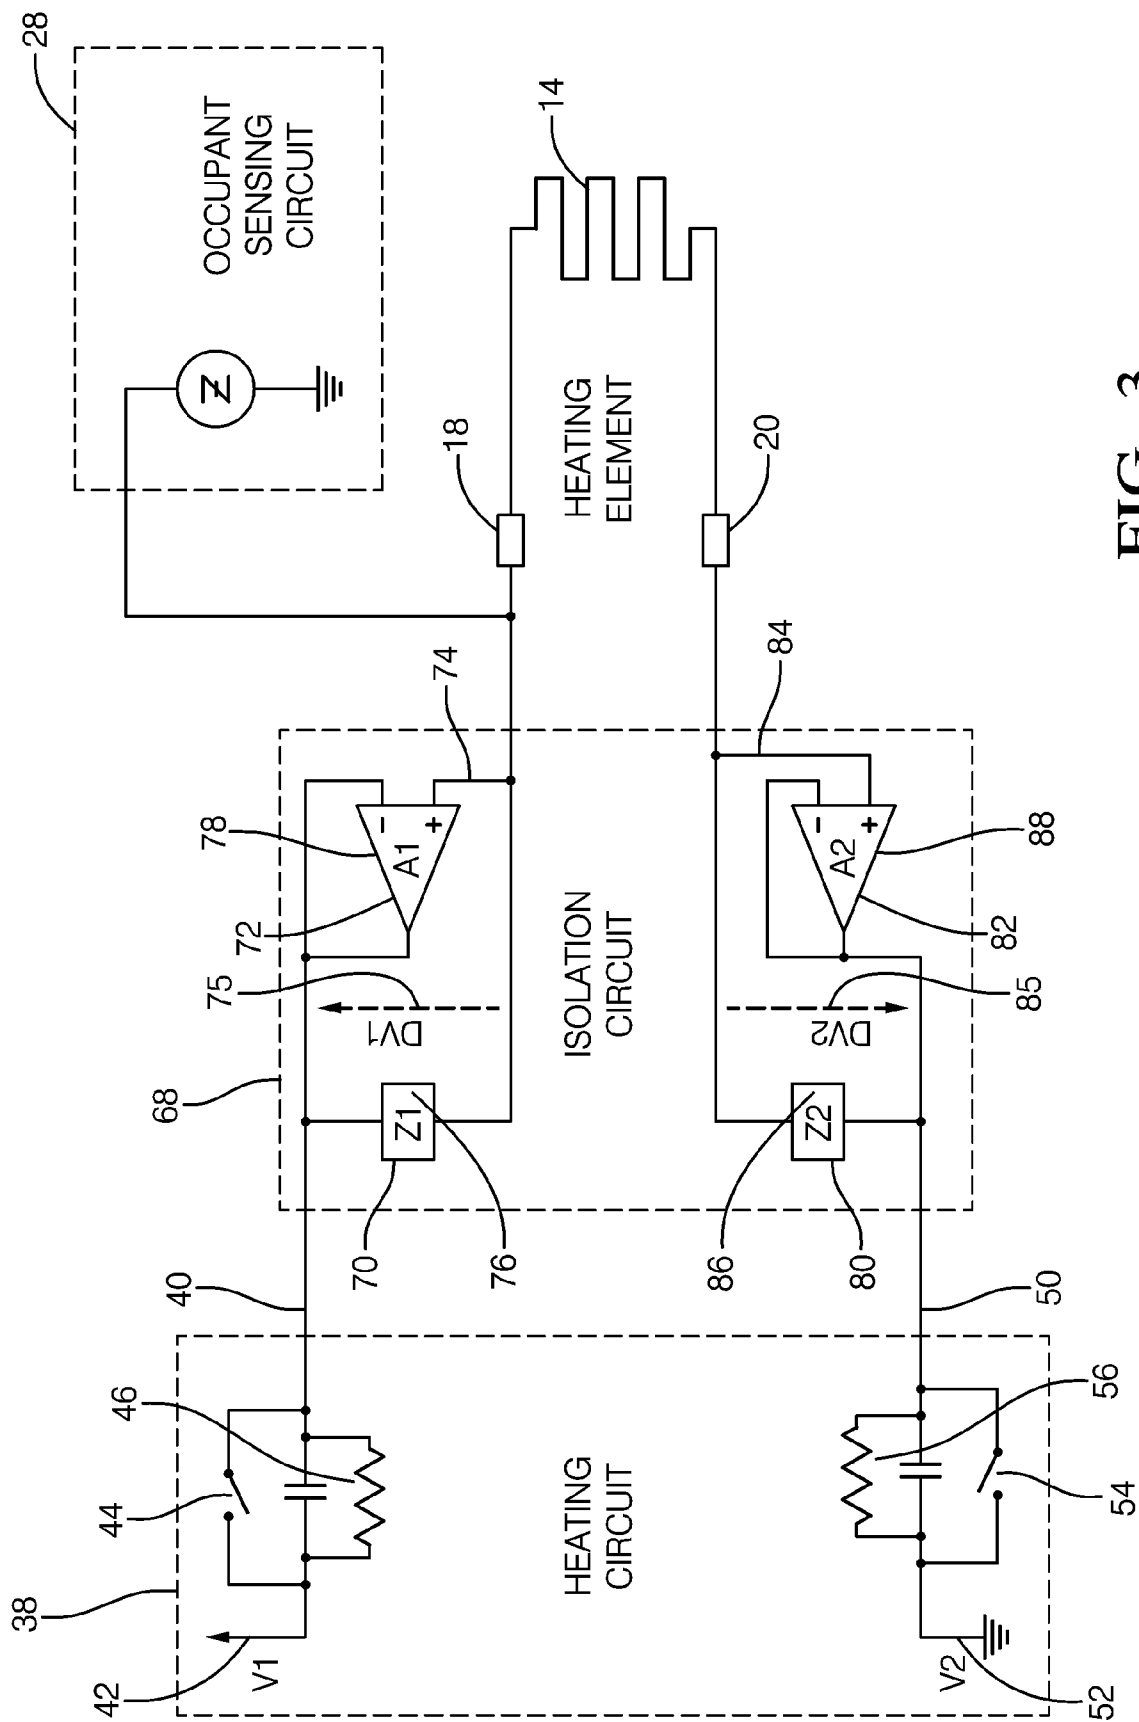 28
OCCUPANT
SENSING
CIRCUIT
14
18
HEATING
ELEMENT
20
74
84
78
A1
-
+
72
75
DV1
68
ISOLATION
CIRCUIT
A2
-
+
88
82
85
DV2
Z1
70
76
Z2
86
80
40
50
46
44
38
HEATING
CIRCUIT
56
54
42
V1
V2
52
FIG. 3